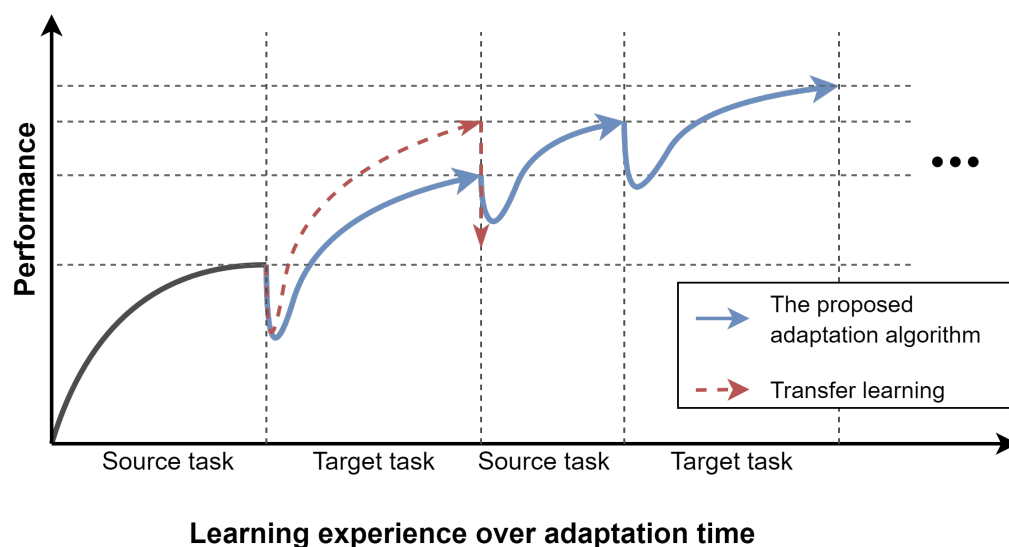 Performance
The proposed
adaptation algorithm
Transfer learning
Source task
Target task
Source task
Target task
Learning experience over adaptation time